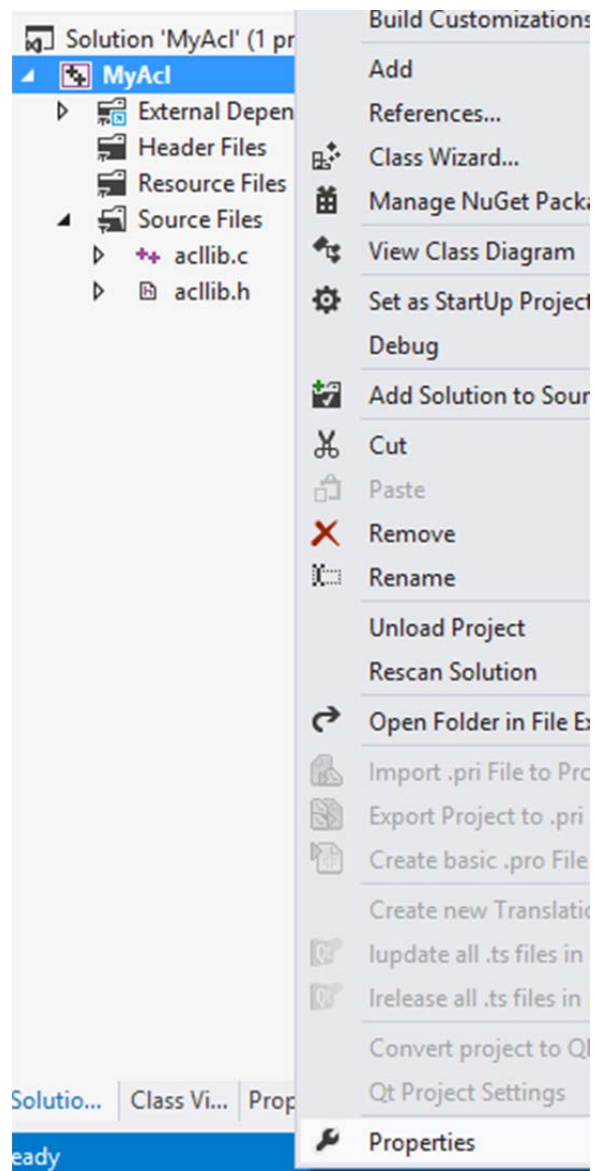 Solution 'MyAcl' (1 pr
MyAcl
External Depen
Header Files
Resource Files
Source Files
acllib.c
acllib.h
Build Customizations
Add
References...
Class Wizard...
Manage NuGet Packa
View Class Diagram
Set as StartUp Project
Debug
Add Solution to Sour
Cut
Paste
Remove
Rename
Unload Project
Rescan Solution
Open Folder in File Ex
Import .pri File to Pro
Export Project to .pri
Create basic .pro File
Create new Translatio
lupdate all .ts files in
lrelease all .ts files in
Convert project to Q
Qt Project Settings
Properties
Solutio... Class Vi... Prop
eady